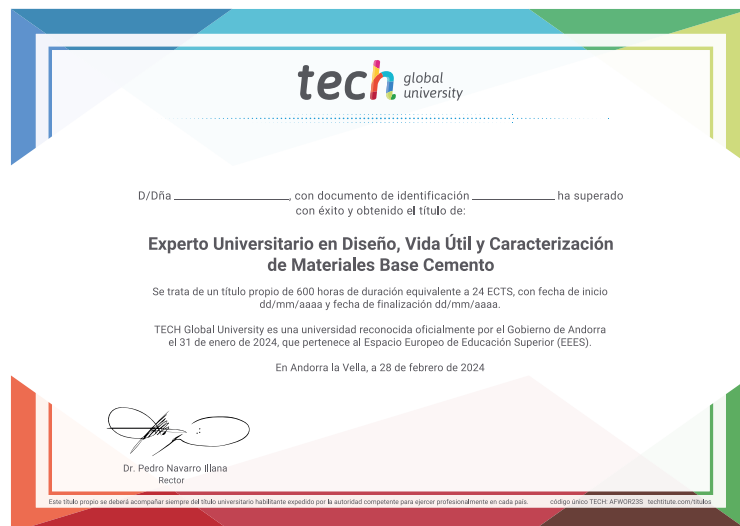 tech global university
D/Dña ____________, con documento de identificación ____________ ha superado
con éxito y obtenido el título de:
Experto Universitario en Diseño, Vida Útil y Caracterización
de Materiales Base Cemento
Se trata de un título propio de 600 horas de duración equivalente a 24 ECTS, con fecha de inicio
dd/mm/aaaa y fecha de finalización dd/mm/aaaa.
TECH Global University es una universidad reconocida oficialmente por el Gobierno de Andorra
el 31 de enero de 2024, que pertenece al Espacio Europeo de Educación Superior (EEES).
En Andorra la Vella, a 28 de febrero de 2024
Dr. Pedro Navarro Illana
Rector
Este título propio se deberá acompañar siempre del título universitario habilitante expedido por la autoridad competente para ejercer profesionalmente en cada país. código único TECH: AFWOR23S techtitute.com/titulos